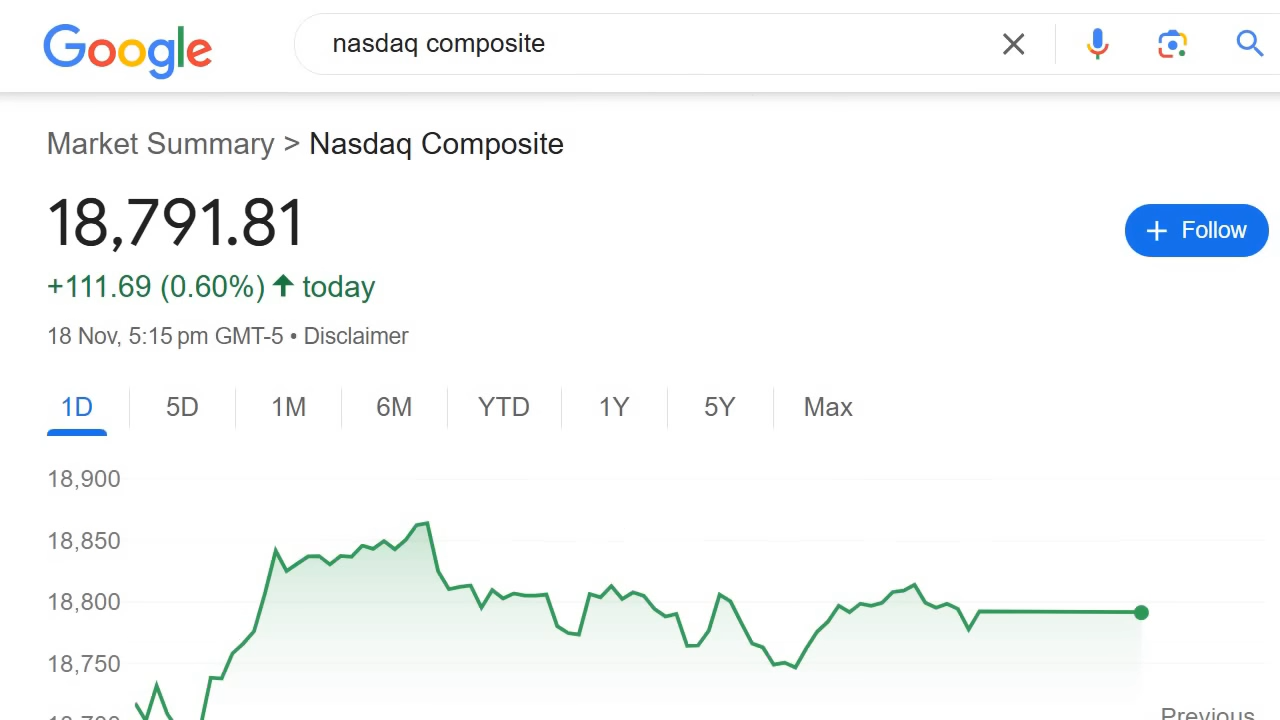 Google
nasdaq composite
Market Summary > Nasdaq Composite
18,791.81
+ Follow
+111.69 (0.60%) ↑ today
18 Nov, 5:15 pm GMT-5 • Disclaimer
1D 5D 1M 6M YTD 1Y 5Y Max
18,900
18,850
18,800
18,750
18,700
Previous